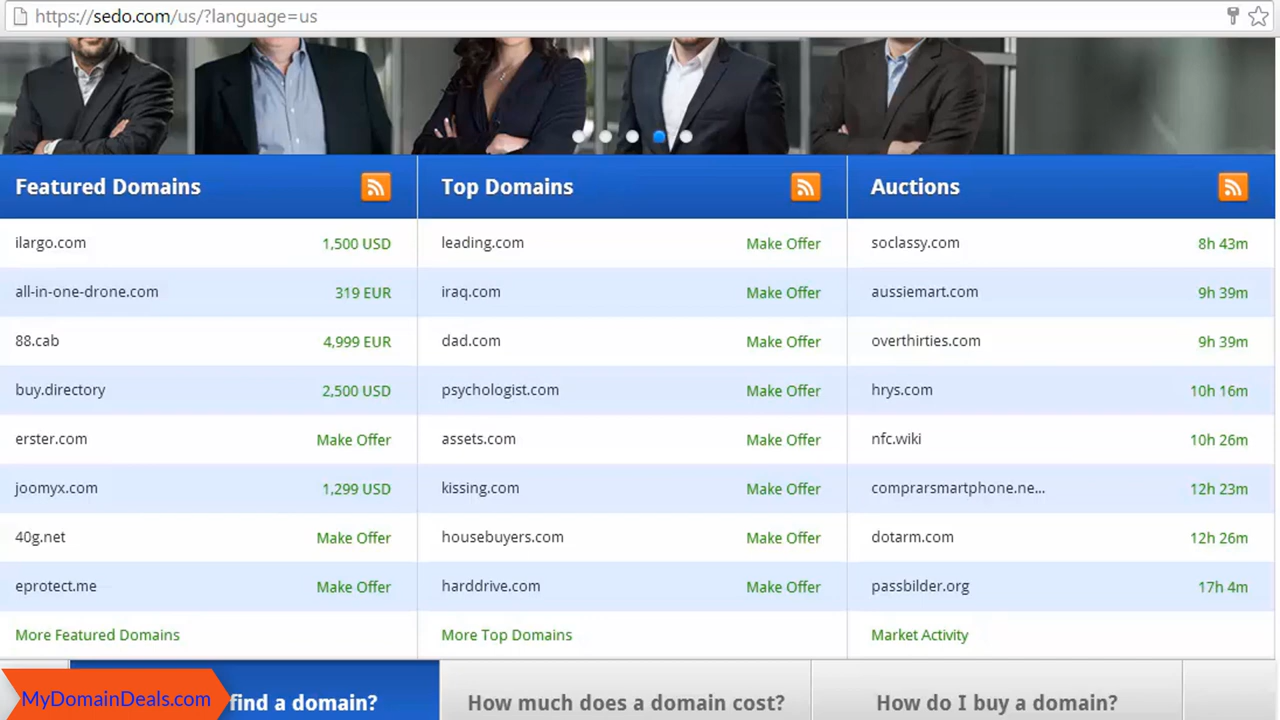 https://sedo.com/us/?language=us
Featured Domains
ilargo.com 1,500 USD
all-in-one-drone.com 319 EUR
88.cab 4,999 EUR
buy.directory 2,500 USD
erster.com Make Offer
joomyx.com 1,299 USD
40g.net Make Offer
eprotect.me Make Offer
More Featured Domains
Top Domains
leading.com Make Offer
iraq.com Make Offer
dad.com Make Offer
psychologist.com Make Offer
assets.com Make Offer
kissing.com Make Offer
housebuyers.com Make Offer
harddrive.com Make Offer
More Top Domains
Auctions
soclassy.com 8h 43m
aussiemart.com 9h 39m
overthirties.com 9h 39m
hrys.com 10h 16m
nfc.wiki 10h 26m
comprarsmartphone.ne... 12h 23m
dotarm.com 12h 26m
passbilder.org 17h 4m
Market Activity
MyDomainDeals.com
find a domain?
How much does a domain cost?
How do I buy a domain?